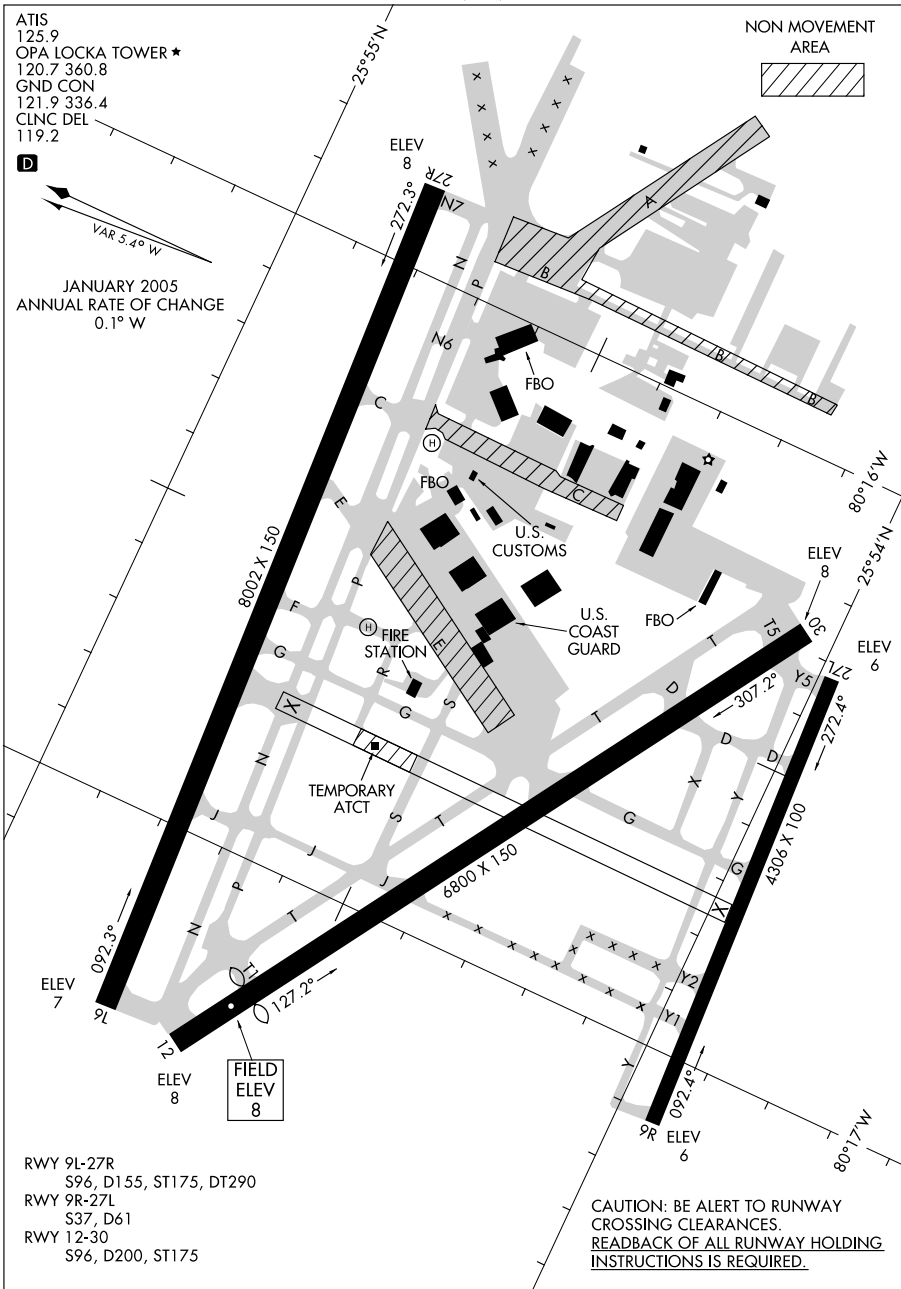 ATIS
125.9
OPA LOCKA TOWER ★
120.7 360.8
GND CON
121.9 336.4
CLNC DEL
119.2
D
VAR 5.4° W
JANUARY 2005
ANNUAL RATE OF CHANGE
0.1° W
25°55'N
NON MOVEMENT
AREA
ELEV
8
27R
272.3°
N7
A
N
P
B
N6
FBO
B
B
C
H
FBO
C
U.S.
CUSTOMS
80°16'W
25°54'N
8002 X 150
E
P
F
H
FIRE
STATION
E
U.S.
COAST
GUARD
FBO
ELEV
8
30
T5
T
ELEV
6
27L
Y5
G
R
G
S
T
D
307.2°
D
D
272.4°
X
N
TEMPORARY
ATCT
X
Y
J
J
S
T
J
G
G
4306 X 100
6800 X 150
X
P
T
N
092.3°
T1
127.2°
Y2
Y1
ELEV
7
9L
12
ELEV
8
FIELD
ELEV
8
Y
092.4°
9R
ELEV
6
80°17'W
RWY 9L-27R
S96, D155, ST175, DT290
RWY 9R-27L
S37, D61
RWY 12-30
S96, D200, ST175
CAUTION: BE ALERT TO RUNWAY
CROSSING CLEARANCES.
READBACK OF ALL RUNWAY HOLDING
INSTRUCTIONS IS REQUIRED.